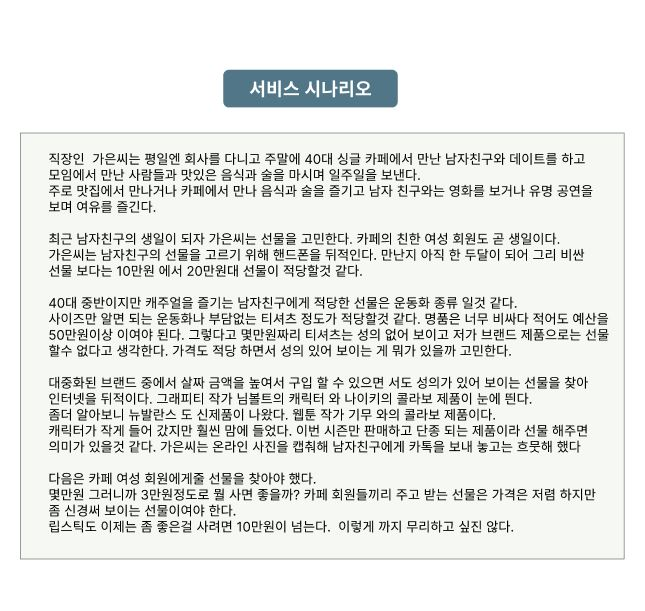 서비스 시나리오
직장인  가은씨는 평일엔 회사를 다니고 주말에 40대 싱글 카페에서 만난 남자친구와 데이트를 하고
모임에서 만난 사람들과 맛있은 음식과 술을 마시며 일주일을 보낸다.
주로 맛집에서 만나거나 카페에서 만나 음식과 술을 즐기고 남자 친구와는 영화를 보거나 유명 공연을
보며 여유를 즐긴다.
최근 남자친구의 생일이 되자 가은씨는 선물을 고민한다. 카페의 친한 여성 회원도 곧 생일이다.
가은씨는 남자친구의 선물을 고르기 위해 핸드폰을 뒤적인다. 만난지 아직 한 두달이 되어 그리 비싼
선물 보다는 10만원 에서 20만원대 선물이 적당할것 같다.
40대 중반이지만 캐주얼을 즐기는 남자친구에게 적당한 선물은 운동화 종류 일것 같다.
사이즈만 알면 되는 운동화나 부담없는 티셔츠 정도가 적당할것 같다. 명품은 너무 비싸다 적어도 예산을
50만원이상 이여야 된다. 그렇다고 몇만원짜리 티셔츠는 성의 없어 보이고 저가 브랜드 제품으로는 선물
할수 없다고 생각한다. 가격도 적당 하면서 성의 있어 보이는 게 뭐가 있을까 고민한다.
대중화된 브랜드 중에서 살짜 금액을 높여서 구입 할 수 있으면 서도 성의가 있어 보이는 선물을 찾아
인터넷을 뒤적이다. 그래피티 작가 님볼트의 캐릭터 와 나이키의 콜라보 제품이 눈에 띈다.
좀더 알아보니 뉴발란스 도 신제품이 나왔다. 웹툰 작가 기무 와의 콜라보 제품이다.
캐릭터가 작게 들어 갔지만 훨씬 맘에 들었다. 이번 시즌만 판매하고 단종 되는 제품이라 선물 해주면
의미가 있을것 같다. 가은씨는 온라인 사진을 캡춰해 남자친구에게 카톡을 보내 놓고는 흐뭇해 했다
다음은 카페 여성 회원에게줄 선물을 찾아야 했다.
몇만원 그러니까 3만원정도로 뭘 사면 좋을까? 카페 회원들끼리 주고 받는 선물은 가격은 저렴 하지만
좀 신경써 보이는 선물이여야 한다.
립스틱도 이제는 좀 좋은걸 사려면 10만원이 넘는다.  이렇게 까지 무리하고 싶진 않다.